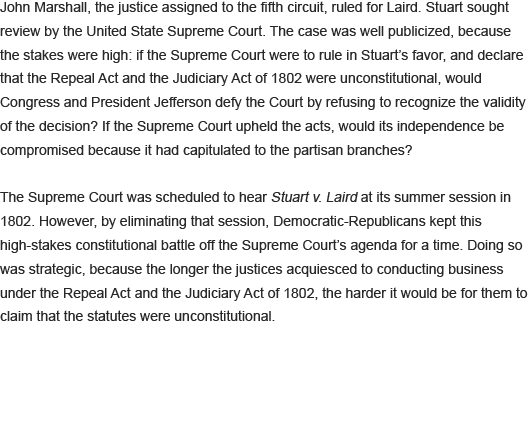 John Marshall, the justice assigned to the fifth circuit, ruled for Laird. Stuart sought
review by the United State Supreme Court. The case was well publicized, because
the stakes were high: if the Supreme Court were to rule in Stuart’s favor, and declare
that the Repeal Act and the Judiciary Act of 1802 were unconstitutional, would
Congress and President Jefferson defy the Court by refusing to recognize the validity
of the decision? If the Supreme Court upheld the acts, would its independence be
compromised because it had capitulated to the partisan branches?

The Supreme Court was scheduled to hear Stuart v. Laird at its summer session in
1802. However, by eliminating that session, Democratic-Republicans kept this
high-stakes constitutional battle off the Supreme Court’s agenda for a time. Doing so
was strategic, because the longer the justices acquiesced to conducting business
under the Repeal Act and the Judiciary Act of 1802, the harder it would be for them to
claim that the statutes were unconstitutional.